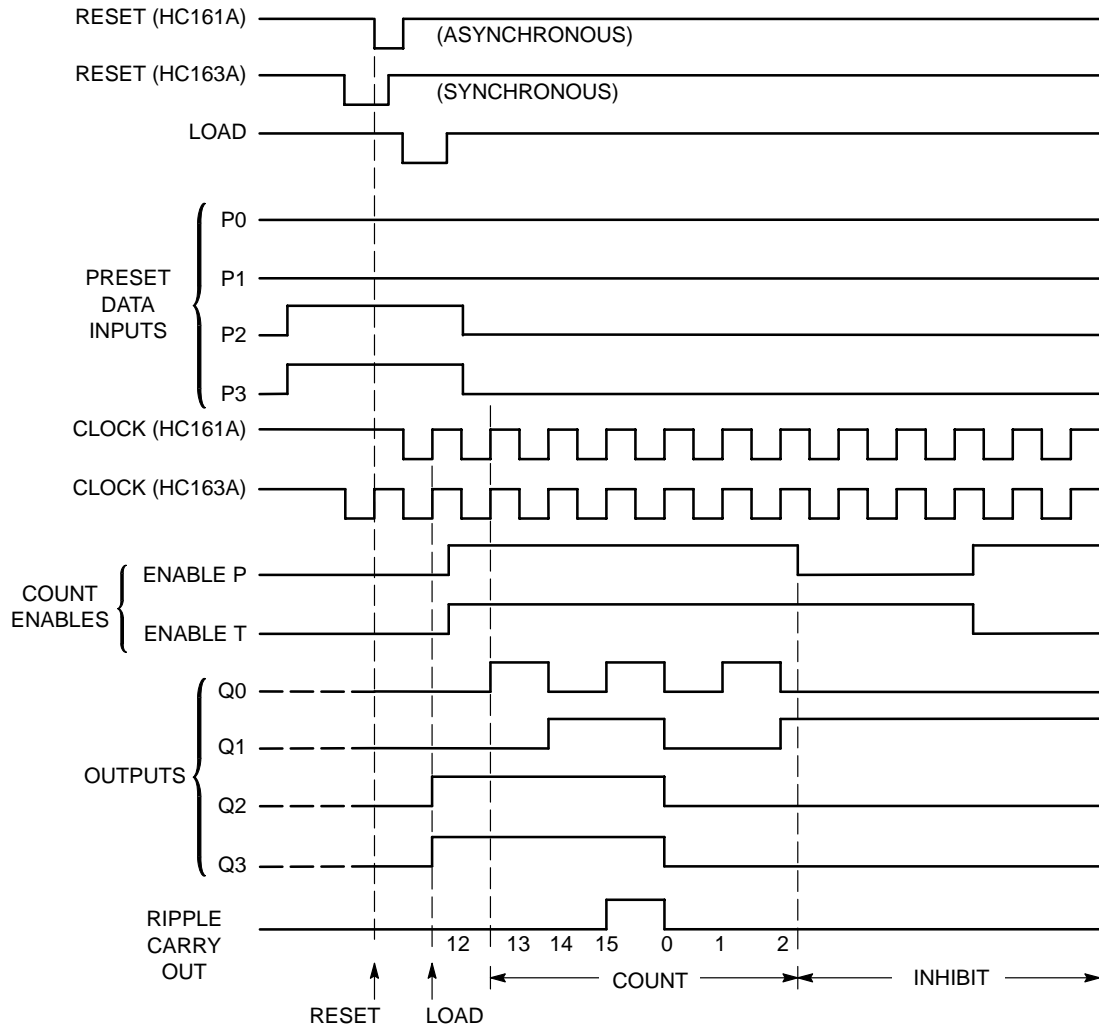 RESET (HC161A)
(ASYNCHRONOUS)
RESET (HC163A)
(SYNCHRONOUS)
LOAD
PRESET
DATA
INPUTS
P0
P1
P2
P3
CLOCK (HC161A)
CLOCK (HC163A)
COUNT
ENABLES
ENABLE P
ENABLE T
OUTPUTS
Q0
Q1
Q2
Q3
RIPPLE
CARRY
OUT
12 13 14 15 0 1 2
COUNT INHIBIT
RESET LOAD